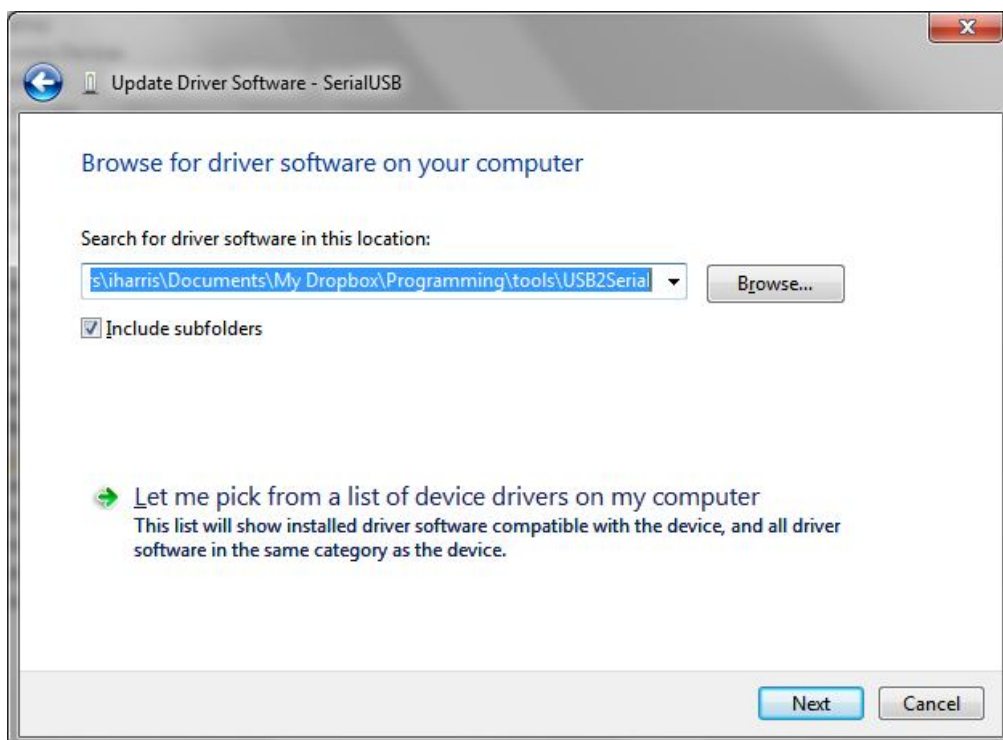 Update Driver Software - SerialUSB
Browse for driver software on your computer
Search for driver software in this location:
s\iharris\Documents\My Dropbox\Programming\tools\USB2Serial
Browse...
Include subfolders
Let me pick from a list of device drivers on my computer
This list will show installed driver software compatible with the device, and all driver
software in the same category as the device.
Next
Cancel